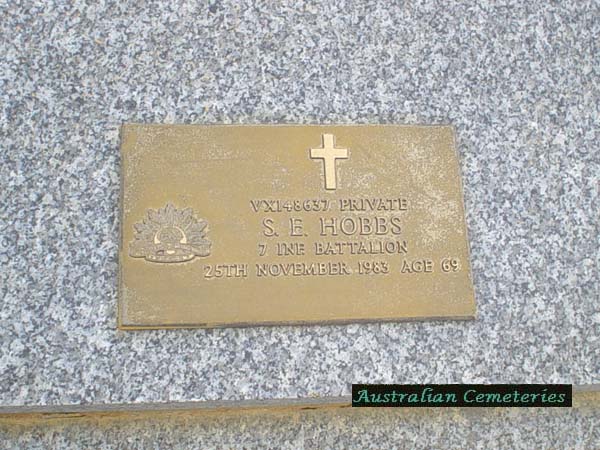 VX148637 PRIVATE
S. E. HOBBS
7 INF. BATTALION
25TH NOVEMBER 1983 AGE 69
Australian Cemeteries